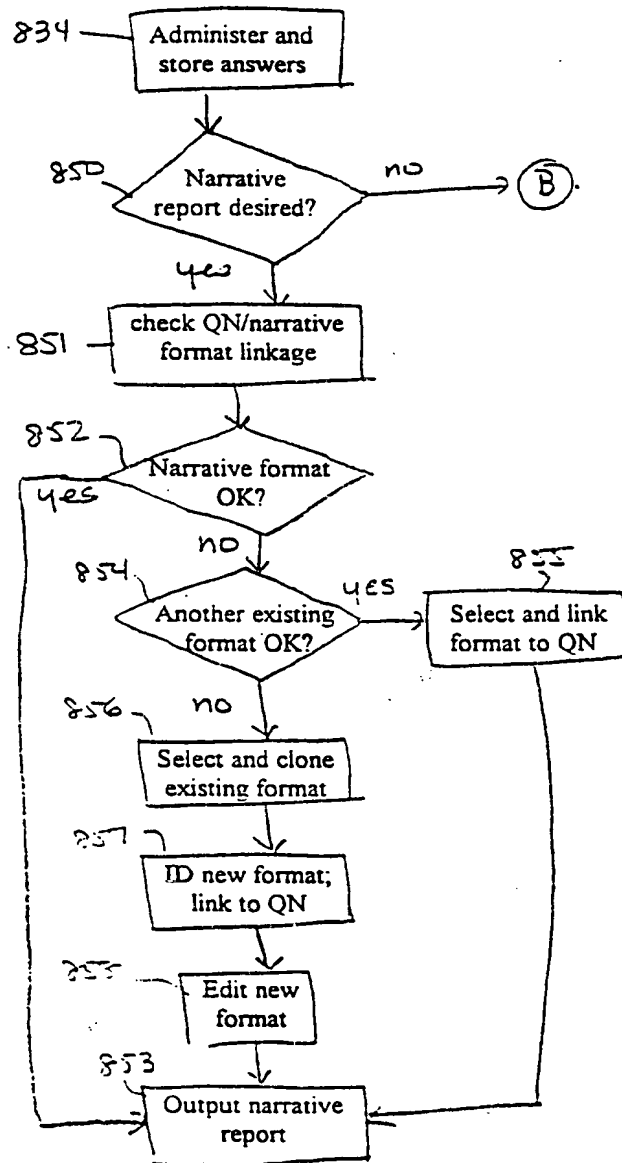 834
Administer and
store answers
850
Narrative
report desired?
no
B.
yes
851
check QN/narrative
format linkage
852
Narrative format
OK?
yes
no
854
Another existing
format OK?
yes
855
Select and link
format to QN
no
856
Select and clone
existing format
857
ID new format;
link to QN
Edit new
format
853
Output narrative
report